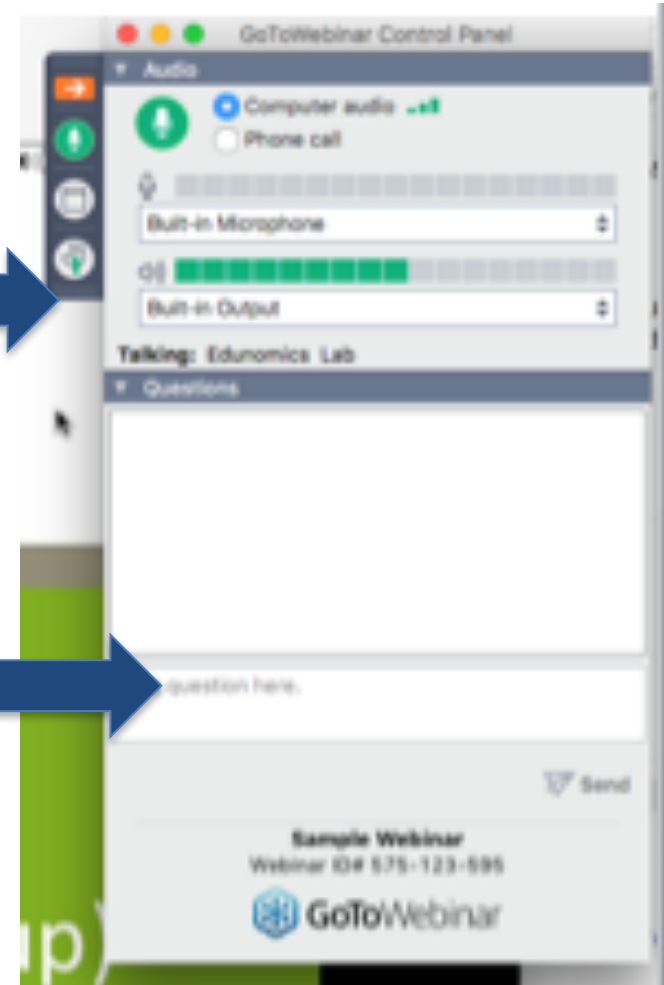 GoToWebinar Control Panel
Audio
Computer audio
Phone call
Built-in Microphone
Built-in Output
Talking: Edunomics Lab
Questions
question here.
Send
Sample Webinar
Webinar ID# 575-123-595
GoToWebinar
up)